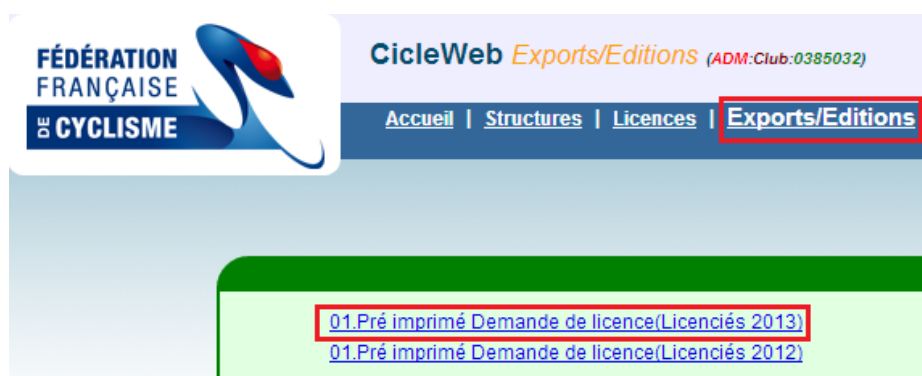 FÉDÉRATION
FRANÇAISE
DE CYCLISME
CicleWeb Exports/Editions (ADM:Club:0385032)
Accueil | Structures | Licences | Exports/Editions
01.Pré imprimé Demande de licence(Licenciés 2013)
01.Pré imprimé Demande de licence(Licenciés 2012)